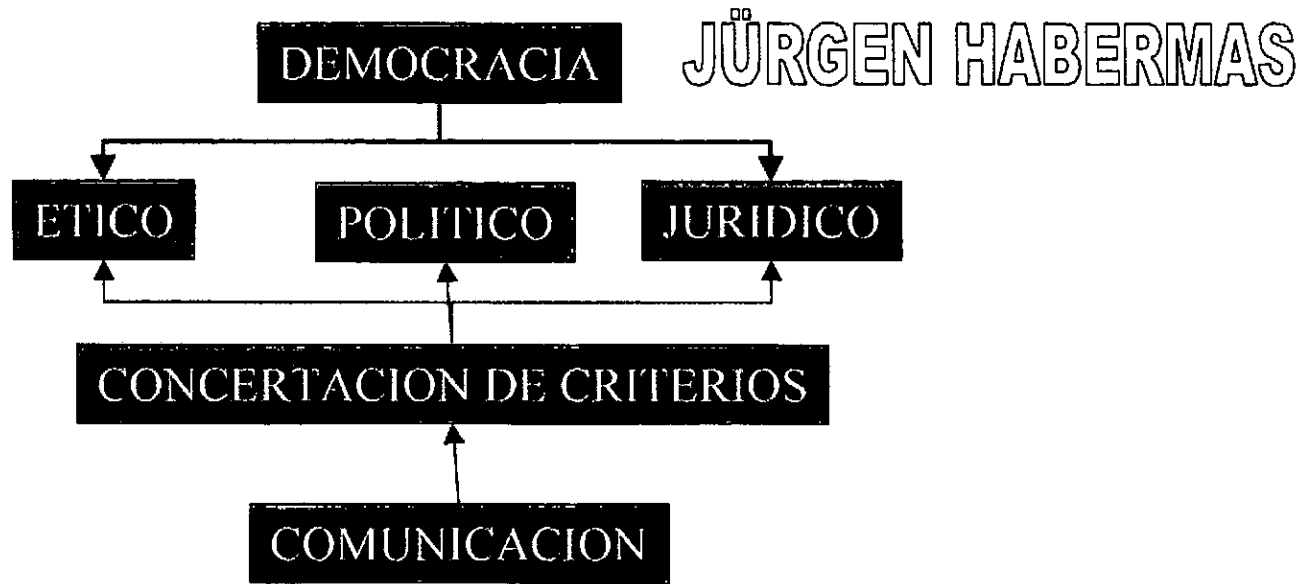 DEMOCRACIA
JÜRGEN HABERMAS
ETICO
POLITICO
JURIDICO
CONCERTACION DE CRITERIOS
COMUNICACION